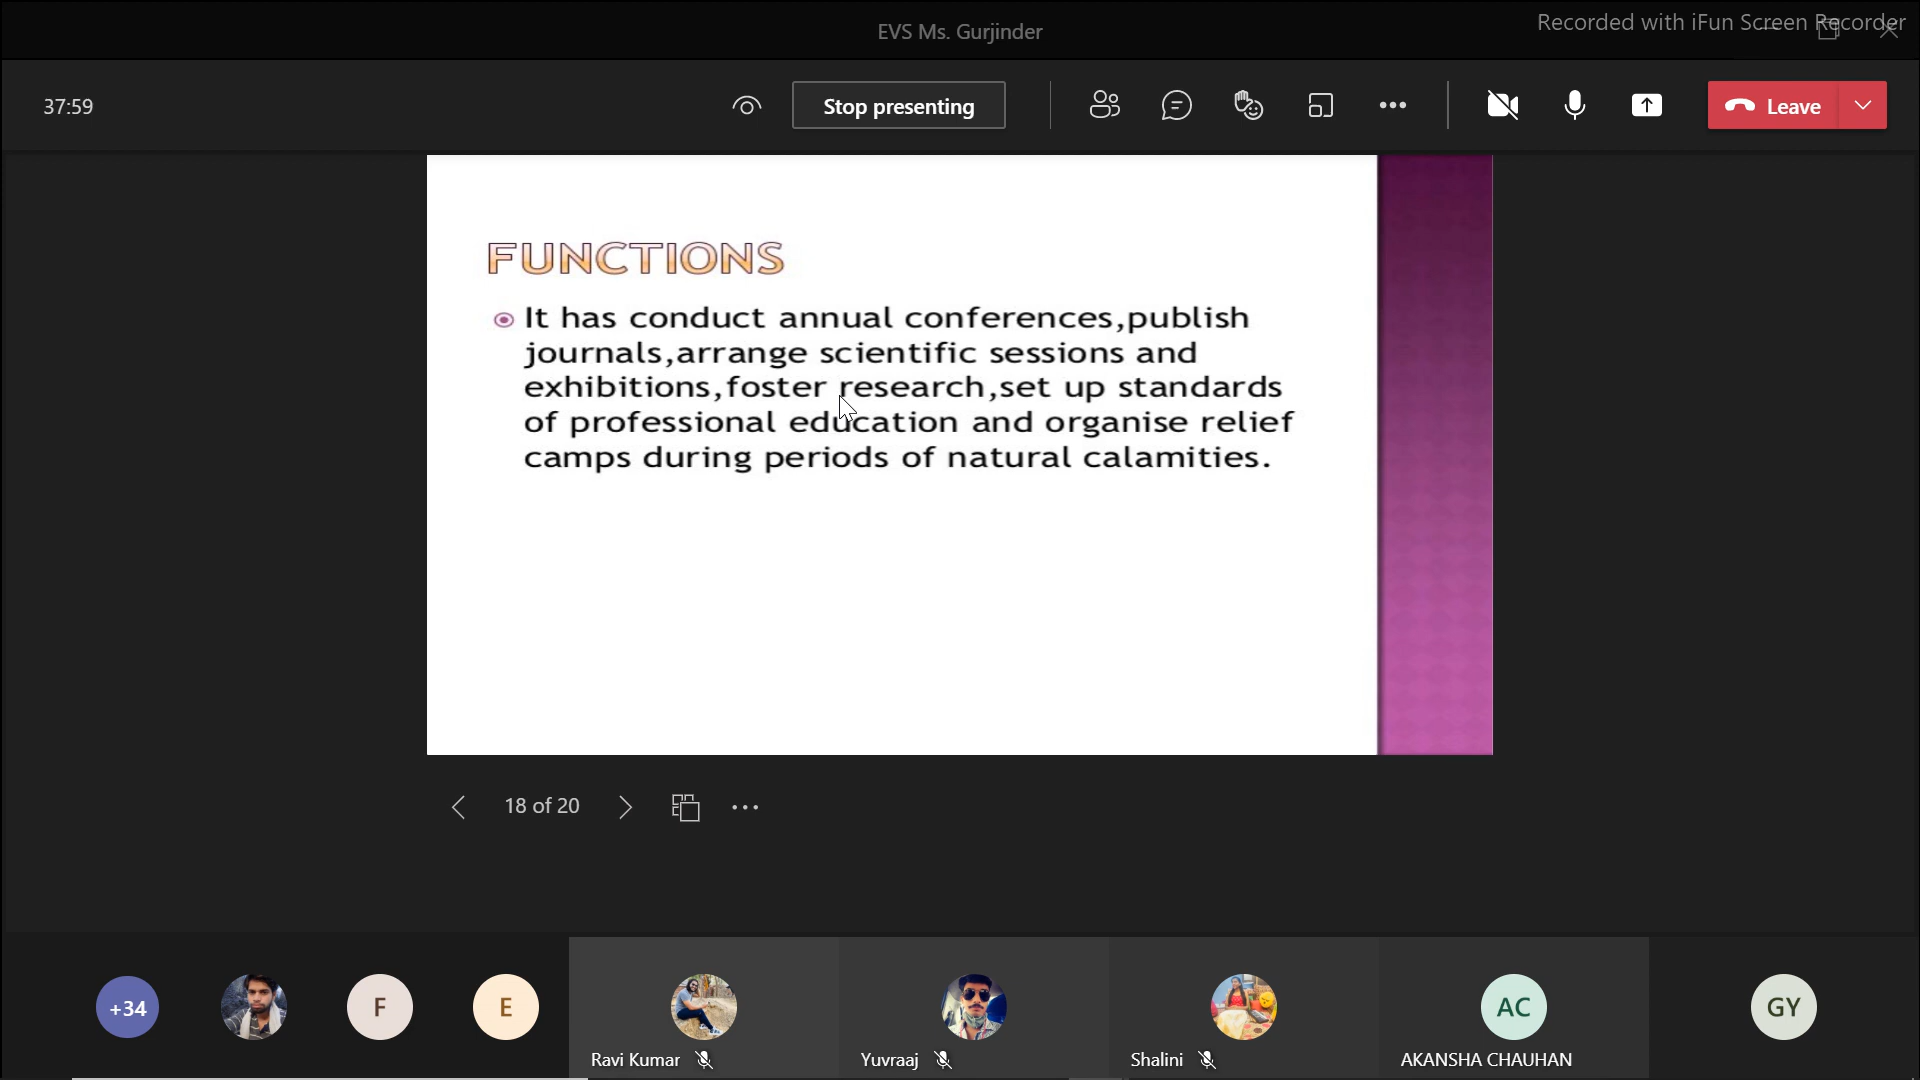 EVS Ms. Gurjinder
Recorded with iFun Screen Recorder
37:59
Stop presenting
Leave
FUNCTIONS
It has conduct annual conferences,publish
journals,arrange scientific sessions and
exhibitions,foster research,set up standards
of professional education and organise relief
camps during periods of natural calamities.
18 of 20
+34
F
E
AC
GY
Ravi Kumar
Yuvraaj
Shalini
AKANSHA CHAUHAN